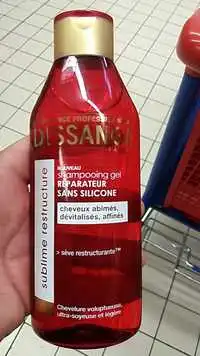 DESSANGE
sublime restructure
NOUVEAU
shampooing gel
RÉPARATEUR
SANS SILICONE
cheveux abîmés,
dévitalisés, affinés
> sève restructurante™
Chevelure voluptueuse,
ultra-soyeuse et légère